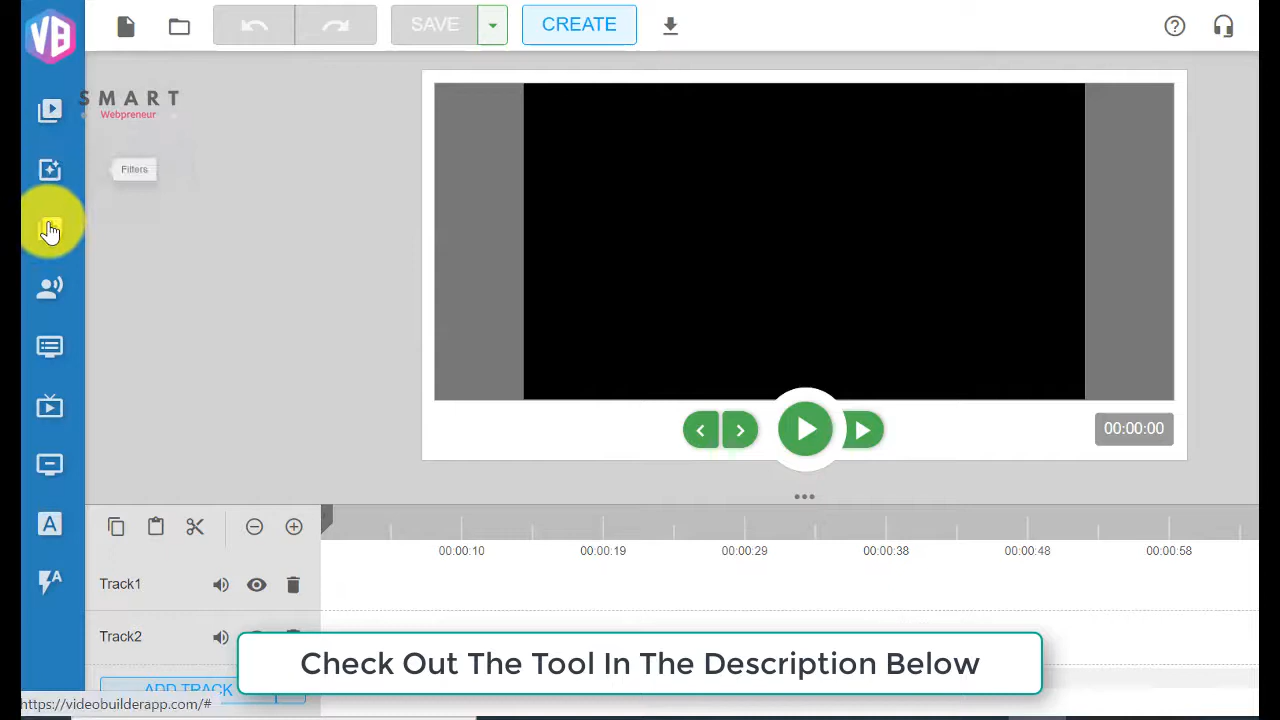 VB
SAVE
CREATE
SMART
Webpreneur
Filters
00:00:00
00:00:10
00:00:19
00:00:29
00:00:38
00:00:48
00:00:58
Track1
Track2
ADD TRACK
Check Out The Tool In The Description Below
https://videobuilderapp.com/#